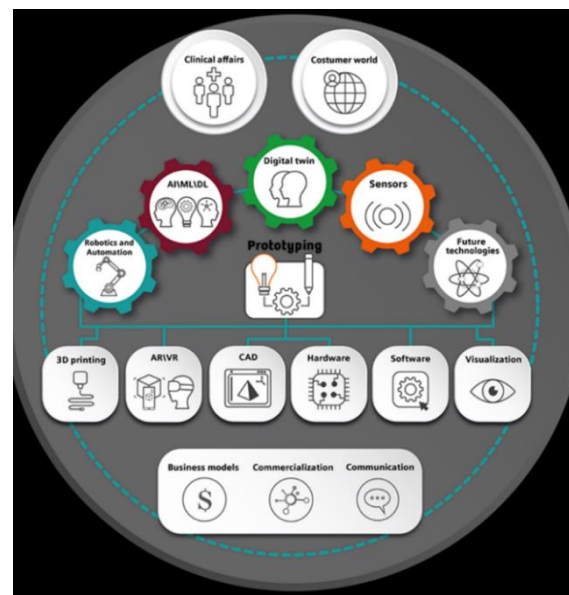 Clinical affairs
Costumer world
Digital twin
AI\ML\DL
Sensors
Robotics and
Automation
Prototyping
Future
technologies
3D printing
AR\VR
CAD
Hardware
Software
Visualization
Business models
Commercialization
Communication
$